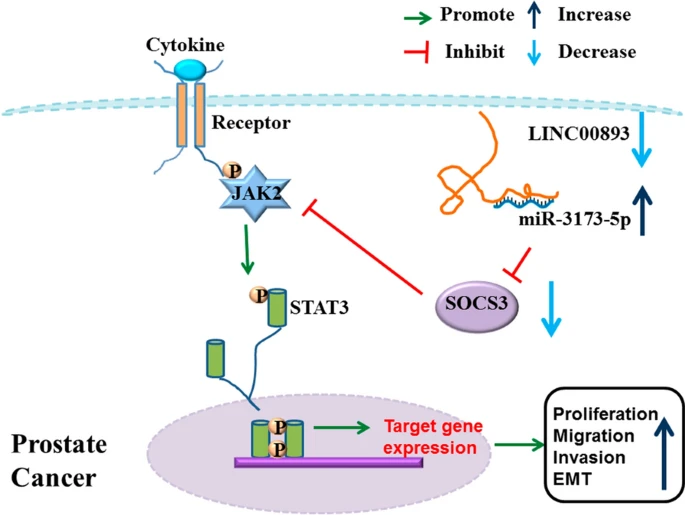 Promote
Increase
Inhibit
Decrease
Cytokine
Receptor
LINC00893
P
JAK2
miR-3173-5p
P
STAT3
SOCS3
P
P
Target gene
expression
Proliferation
Migration
Invasion
EMT
Prostate
Cancer